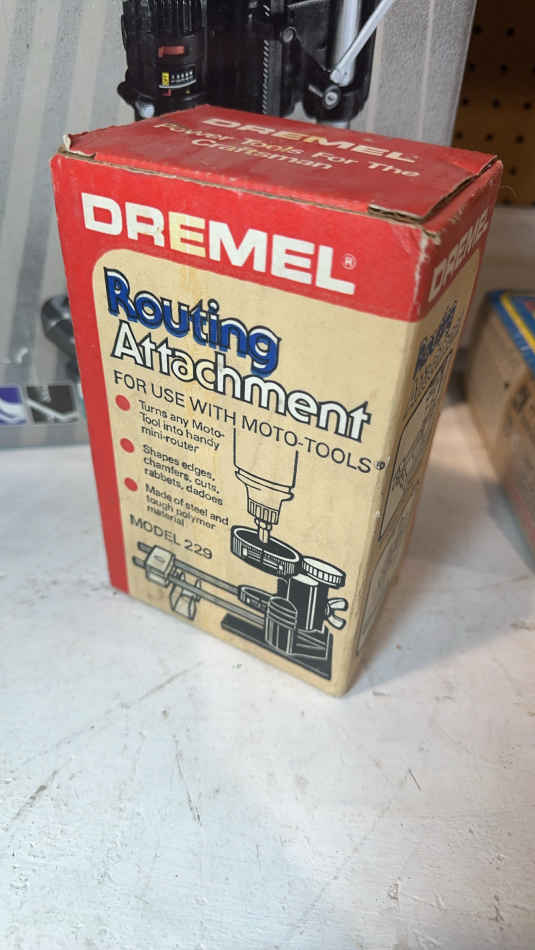 DREMEL
Power Tools For The
Craftsman
DREMEL®
Routing
Attachment
FOR USE WITH MOTO-TOOLS®
Turns any Moto-
Tool into handy
mini-router
Shapes edges,
chamfers, cuts,
rabbets, dadoes
Made of steel and
tough polymer
material
MODEL 229
DREMEL
Routing